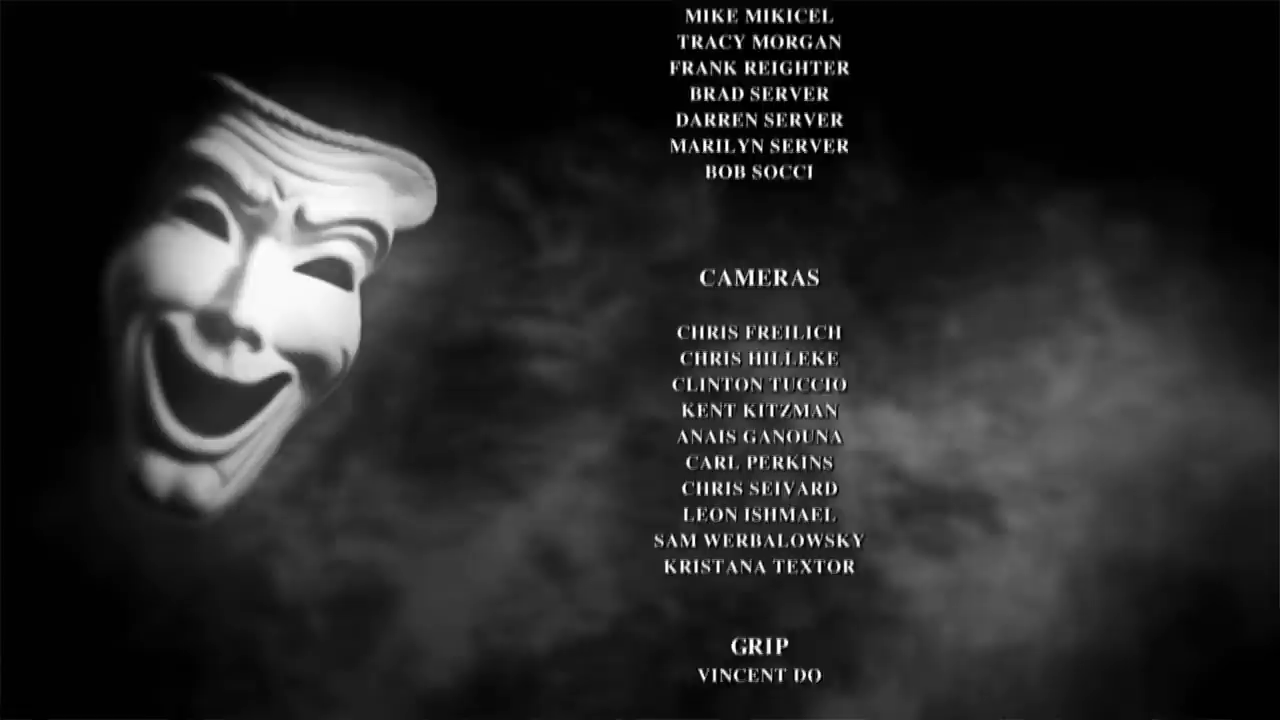 MIKE MIKICEL
TRACY MORGAN
FRANK REIGHTER
BRAD SERVER
DARREN SERVER
MARILYN SERVER
BOB SOCCI
CAMERAS
CHRIS FREILICH
CHRIS HILLEKE
CLINTON TUCCIO
KENT KITZMAN
ANAIS GANOUNA
CARL PERKINS
CHRIS SEIVARD
LEON ISHMAEL
SAM WERBALOWSKY
KRISTANA TEXTOR
GRIP
VINCENT DO